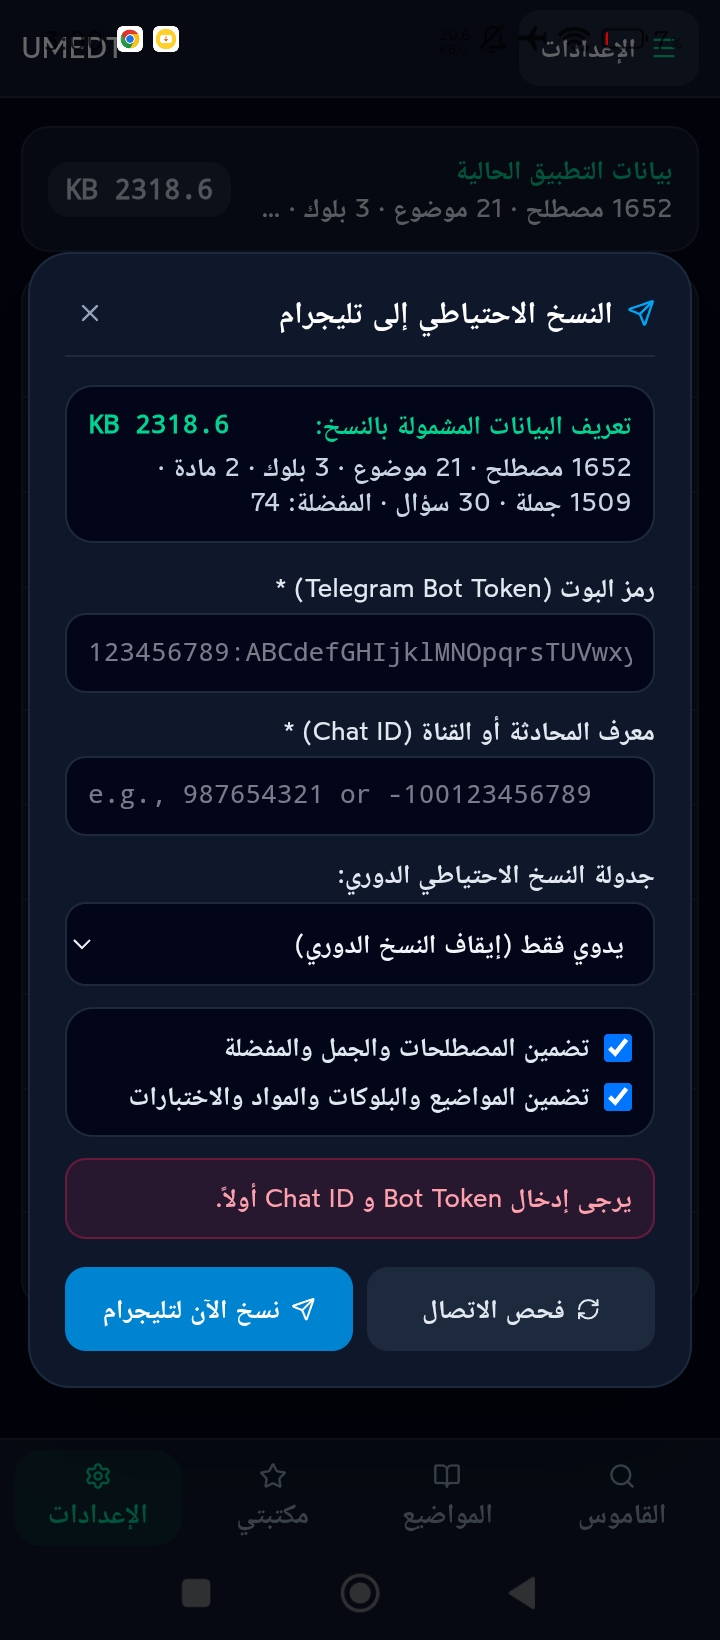 UMEDT
الإعدادات
بيانات التطبيق الحالية
1652 مصطلح · 21 موضوع · 3 بلوك · ...
2318.6 KB
النسخ الاحتياطي إلى تليجرام
تعريف البيانات المشمولة بالنسخ:
2318.6 KB
1652 مصطلح · 21 موضوع · 3 بلوك · 2 مادة ·
1509 جملة · 30 سؤال · المفضلة: 74
رمز البوت (Telegram Bot Token) *
123456789:ABCdefGHIjklMNOpqrsTUVwxy
معرف المحادثة أو القناة (Chat ID) *
e.g., 987654321 or -100123456789
جدولة النسخ الاحتياطي الدوري:
يدوي فقط (إيقاف النسخ الدوري)
تضمين المصطلحات والجمل والمفضلة
تضمين المواضيع والبلوكات والمواد والاختبارات
يرجى إدخال Bot Token و Chat ID أولاً.
فحص الاتصال
نسخ الآن لتليجرام
القاموس
المواضيع
مكتبتي
الإعدادات